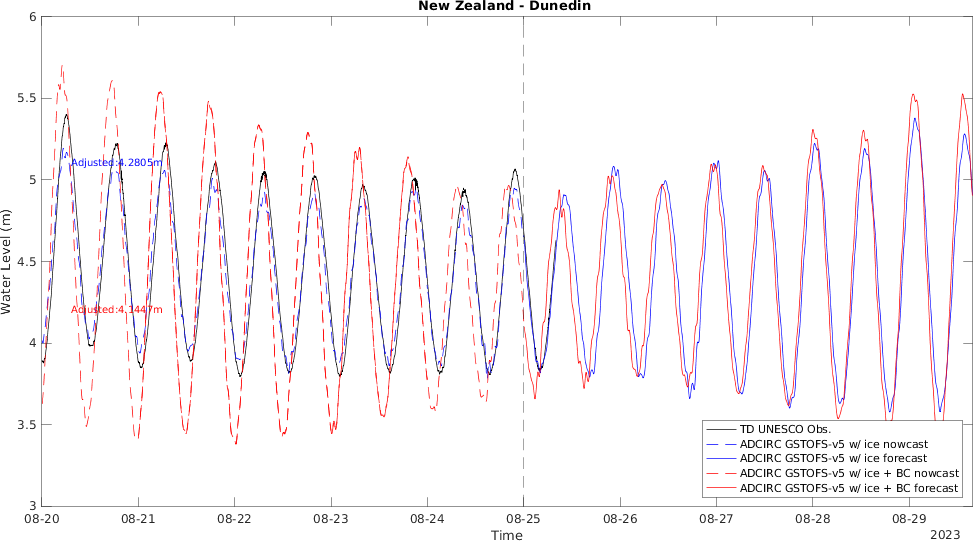 New Zealand - Dunedin
6
5.5
5
4.5
4
3.5
3
Water Level (m)
Adjusted:4.2805m
Adjusted:4.1447m
TD UNESCO Obs.
ADCIRC GSTOFS-v5 w/ ice nowcast
ADCIRC GSTOFS-v5 w/ ice forecast
ADCIRC GSTOFS-v5 w/ ice + BC nowcast
ADCIRC GSTOFS-v5 w/ ice + BC forecast
08-20 08-21 08-22 08-23 08-24 08-25 08-26 08-27 08-28 08-29
Time
2023